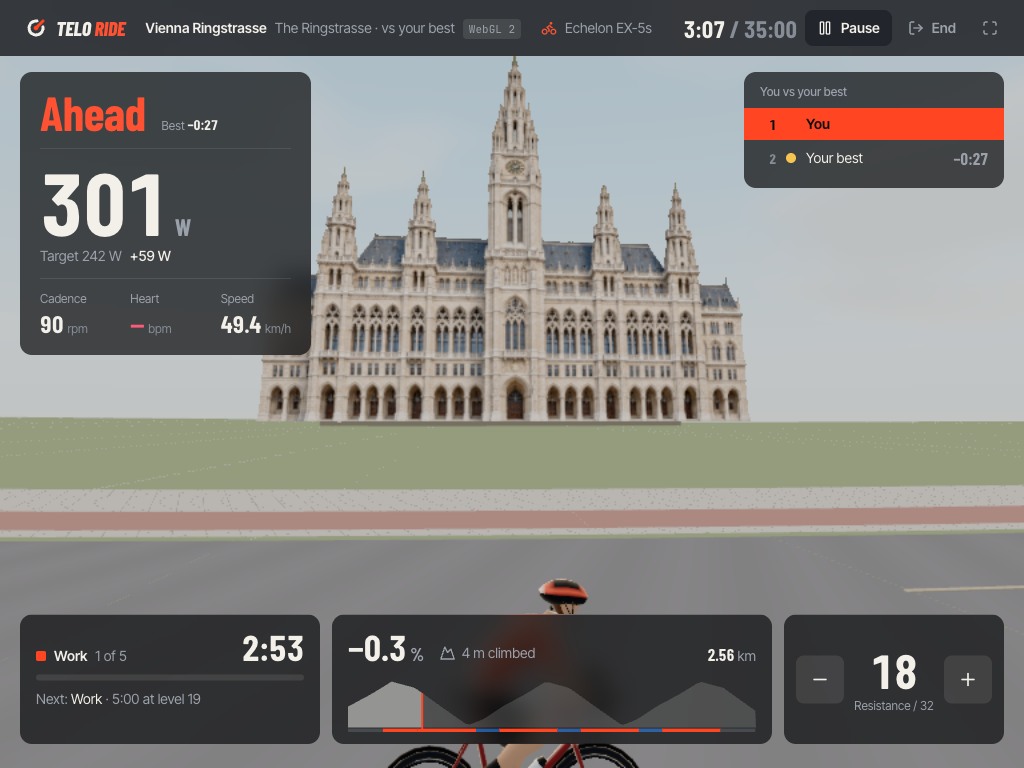 TELO RIDE Vienna Ringstrasse The Ringstrasse · vs your best WebGL 2 Echelon EX-5s 3:07 / 35:00 Pause End
Ahead Best −0:27
301 W
Target 242 W +59 W
Cadence Heart Speed
90 rpm – bpm 49.4 km/h
You vs your best
1 You
2 Your best −0:27
Work 1 of 5 2:53
Next: Work · 5:00 at level 19
−0.3 % 4 m climbed 2.56 km
− 18 +
Resistance / 32